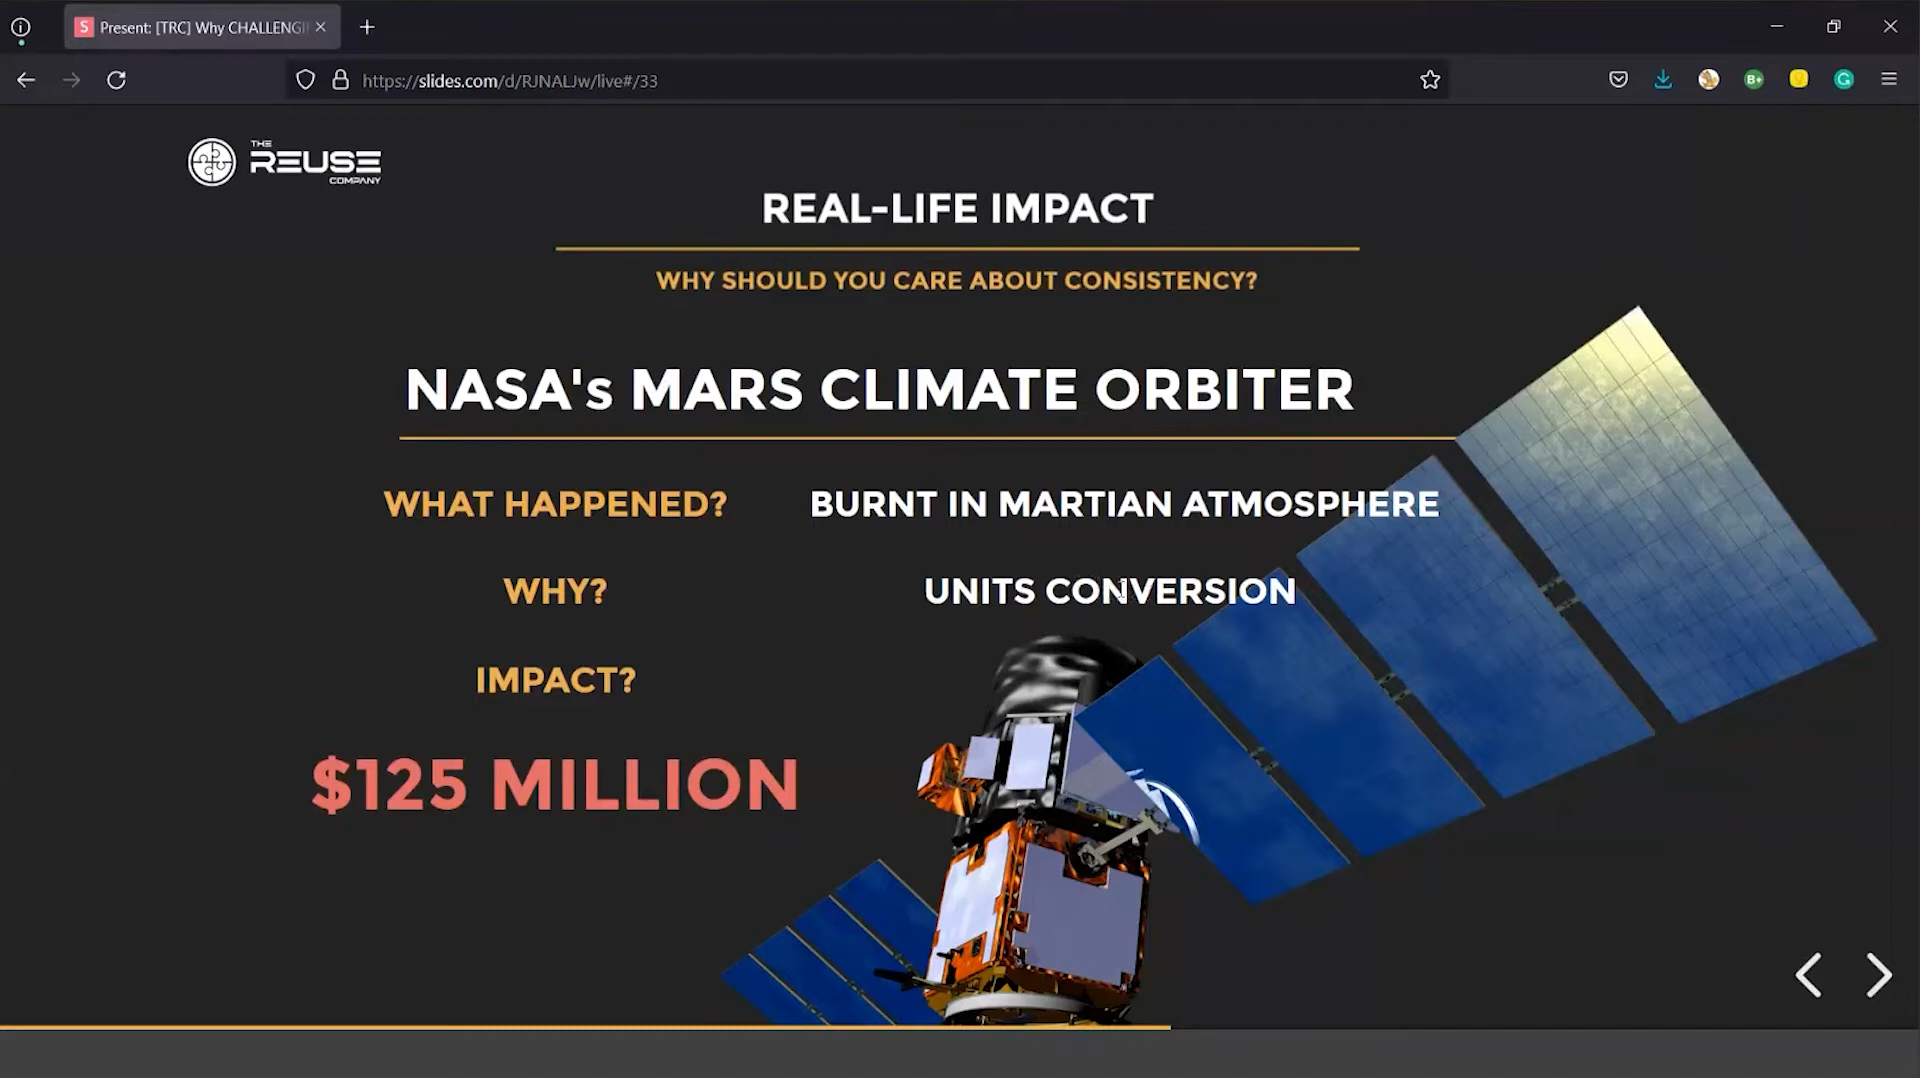 S Present: [TRC] Why CHALLENGI
https://slides.com/d/RJNALJw/live#/33
B+
G
THE
REUSE
COMPANY
REAL-LIFE IMPACT
WHY SHOULD YOU CARE ABOUT CONSISTENCY?
NASA's MARS CLIMATE ORBITER
WHAT HAPPENED? BURNT IN MARTIAN ATMOSPHERE
WHY? UNITS CONVERSION
IMPACT?
$125 MILLION